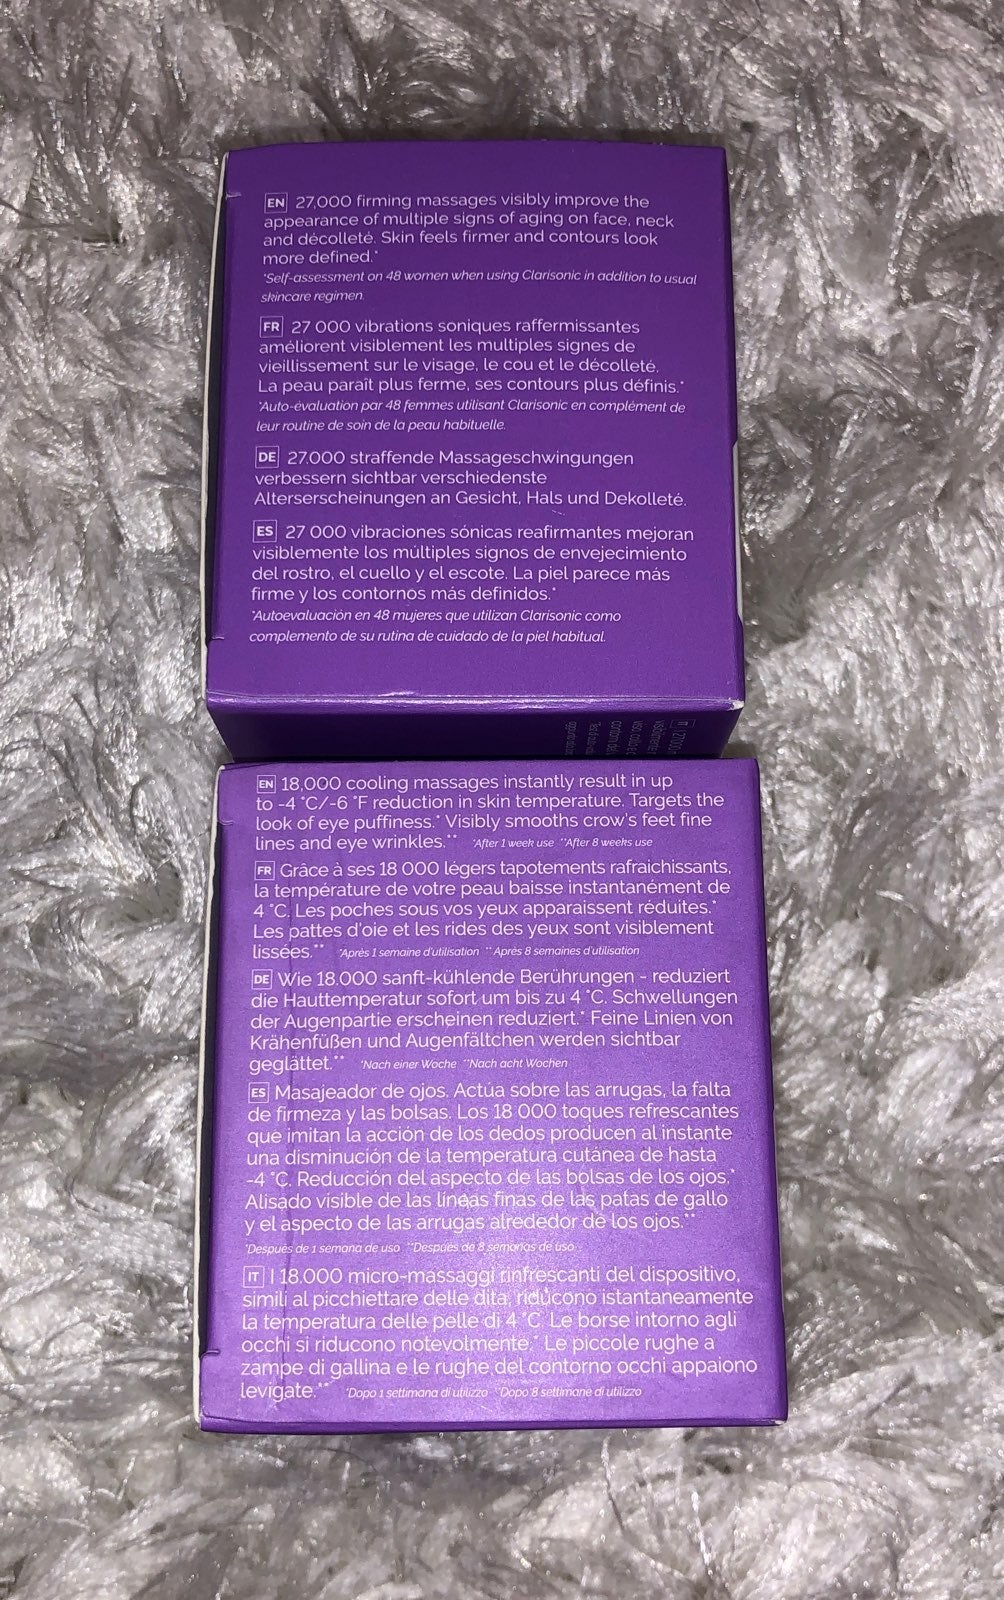 EN 27,000 firming massages visibly improve the
appearance of multiple signs of aging on face, neck
and décolleté. Skin feels firmer and contours look
more defined.*
*Self-assessment on 48 women when using Clarisonic in addition to usual
skincare regimen.
FR 27 000 vibrations soniques raffermissantes
améliorent visiblement les multiples signes de
vieillissement sur le visage, le cou et le décolleté.
La peau paraît plus ferme, ses contours plus définis.*
*Auto-évaluation par 48 femmes utilisant Clarisonic en complément de
leur routine de soin de la peau habituelle.
DE 27.000 straffende Massageschwingungen
verbessern sichtbar verschiedenste
Alterserscheinungen an Gesicht, Hals und Dekolleté.
ES 27 000 vibraciones sónicas reafirmantes mejoran
visiblemente los múltiples signos de envejecimiento
del rostro, el cuello y el escote. La piel parece más
firme y los contornos más definidos.*
*Autoevaluación en 48 mujeres que utilizan Clarisonic como
complemento de su rutina de cuidado de la piel habitual.
EN 18,000 cooling massages instantly result in up
to -4 °C/-6 °F reduction in skin temperature. Targets the
look of eye puffiness.* Visibly smooths crow's feet fine
lines and eye wrinkles.** *After 1 week use **After 8 weeks use
FR Grâce à ses 18 000 légers tapotements rafraichissants,
la température de votre peau baisse instantanément de
4 °C. Les poches sous vos yeux apparaissent réduites.*
Les pattes d'oie et les rides des yeux sont visiblement
lissées.** *Après 1 semaine d'utilisation **Après 8 semaines d'utilisation
DE Wie 18.000 sanft-kühlende Berührungen - reduziert
die Hauttemperatur sofort um bis zu 4 °C. Schwellungen
der Augenpartie erscheinen reduziert.* Feine Linien von
Krähenfüßen und Augenfältchen werden sichtbar
geglättet.** *Nach einer Woche **Nach acht Wochen
ES Masajeador de ojos. Actúa sobre las arrugas, la falta
de firmeza y las bolsas. Los 18 000 toques refrescantes
que imitan la acción de los dedos producen al instante
una disminución de la temperatura cutánea de hasta
-4 °C. Reducción del aspecto de las bolsas de los ojos.*
Alisado visible de las líneas finas de las patas de gallo
y el aspecto de las arrugas alrededor de los ojos.**
*Después de 1 semana de uso **Después de 8 semanas de uso
IT I 18.000 micro-massaggi rinfrescanti del dispositivo,
simili al picchiettare delle dita, riducono istantaneamente
la temperatura delle pelle di 4 °C. Le borse intorno agli
occhi si riducono notevolmente.* Le piccole rughe a
zampe di gallina e le rughe del contorno occhi appaiono
levigate.** *Dopo 1 settimana di utilizzo **Dopo 8 settimane di utilizzo